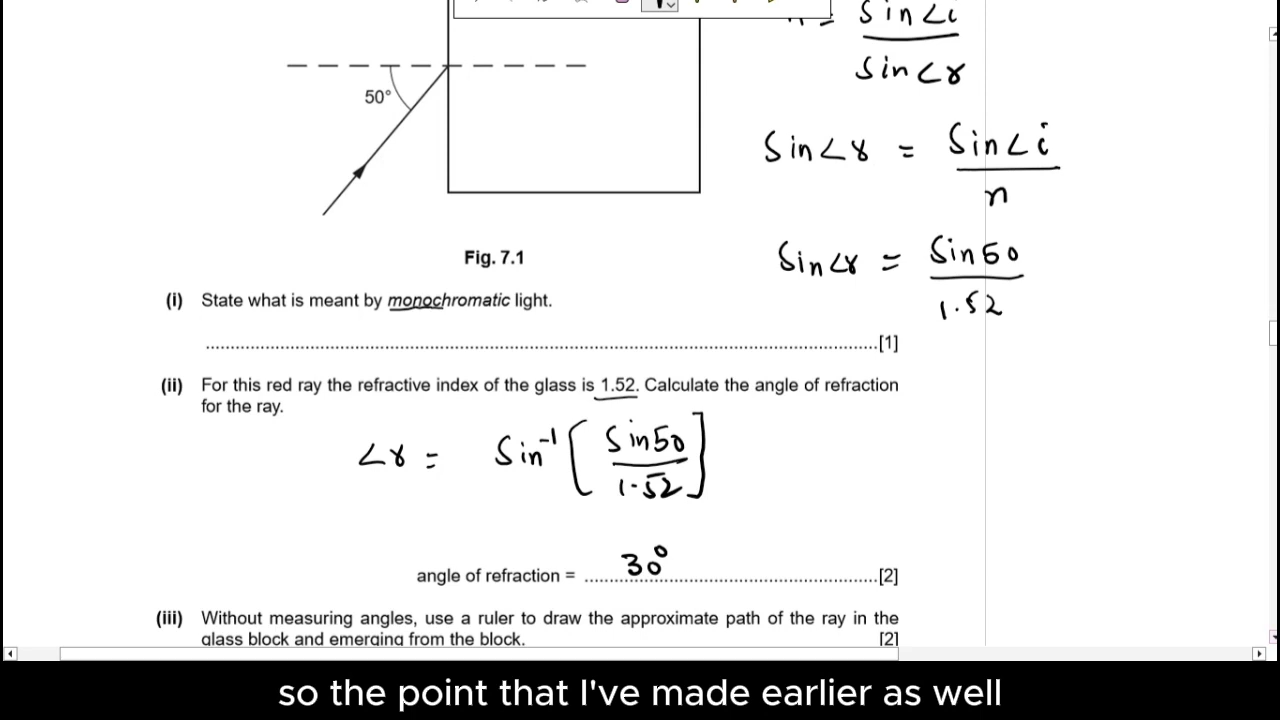 sin∠i
sin∠r
50°
sin∠r = sin∠i
n
sin∠r = sin50
1.52
Fig. 7.1
(i) State what is meant by monochromatic light.
[1]
(ii) For this red ray the refractive index of the glass is 1.52. Calculate the angle of refraction
for the ray.
∠r = sin⁻¹ [ sin50
1.52 ]
angle of refraction = 30° [2]
(iii) Without measuring angles, use a ruler to draw the approximate path of the ray in the
glass block and emerging from the block. [2]
so the point that I've made earlier as well